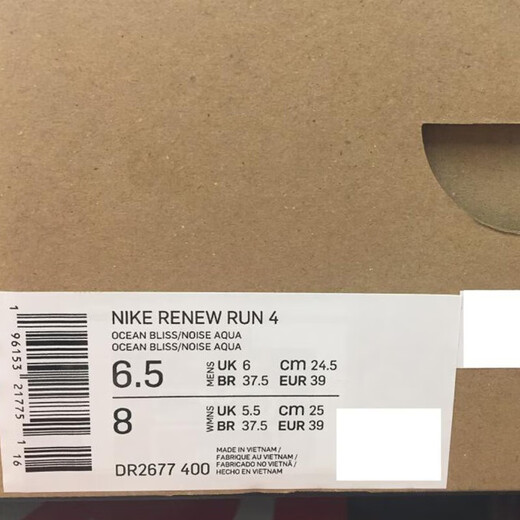 NIKE RENEW RUN 4
OCEAN BLISS/NOISE AQUA
OCEAN BLISS/NOISE AQUA
6.5 MENS UK 6 CM 24.5
BR 37.5 EUR 39
8 WMNS UK 5.5 CM 25
BR 37.5 EUR 39
DR2677 400
MADE IN VIETNAM /
FABRIQUE AU VIETNAM /
FABRICADO NO VIETNÃ /
HECHO EN VIETNAM
1 96153 21775 116